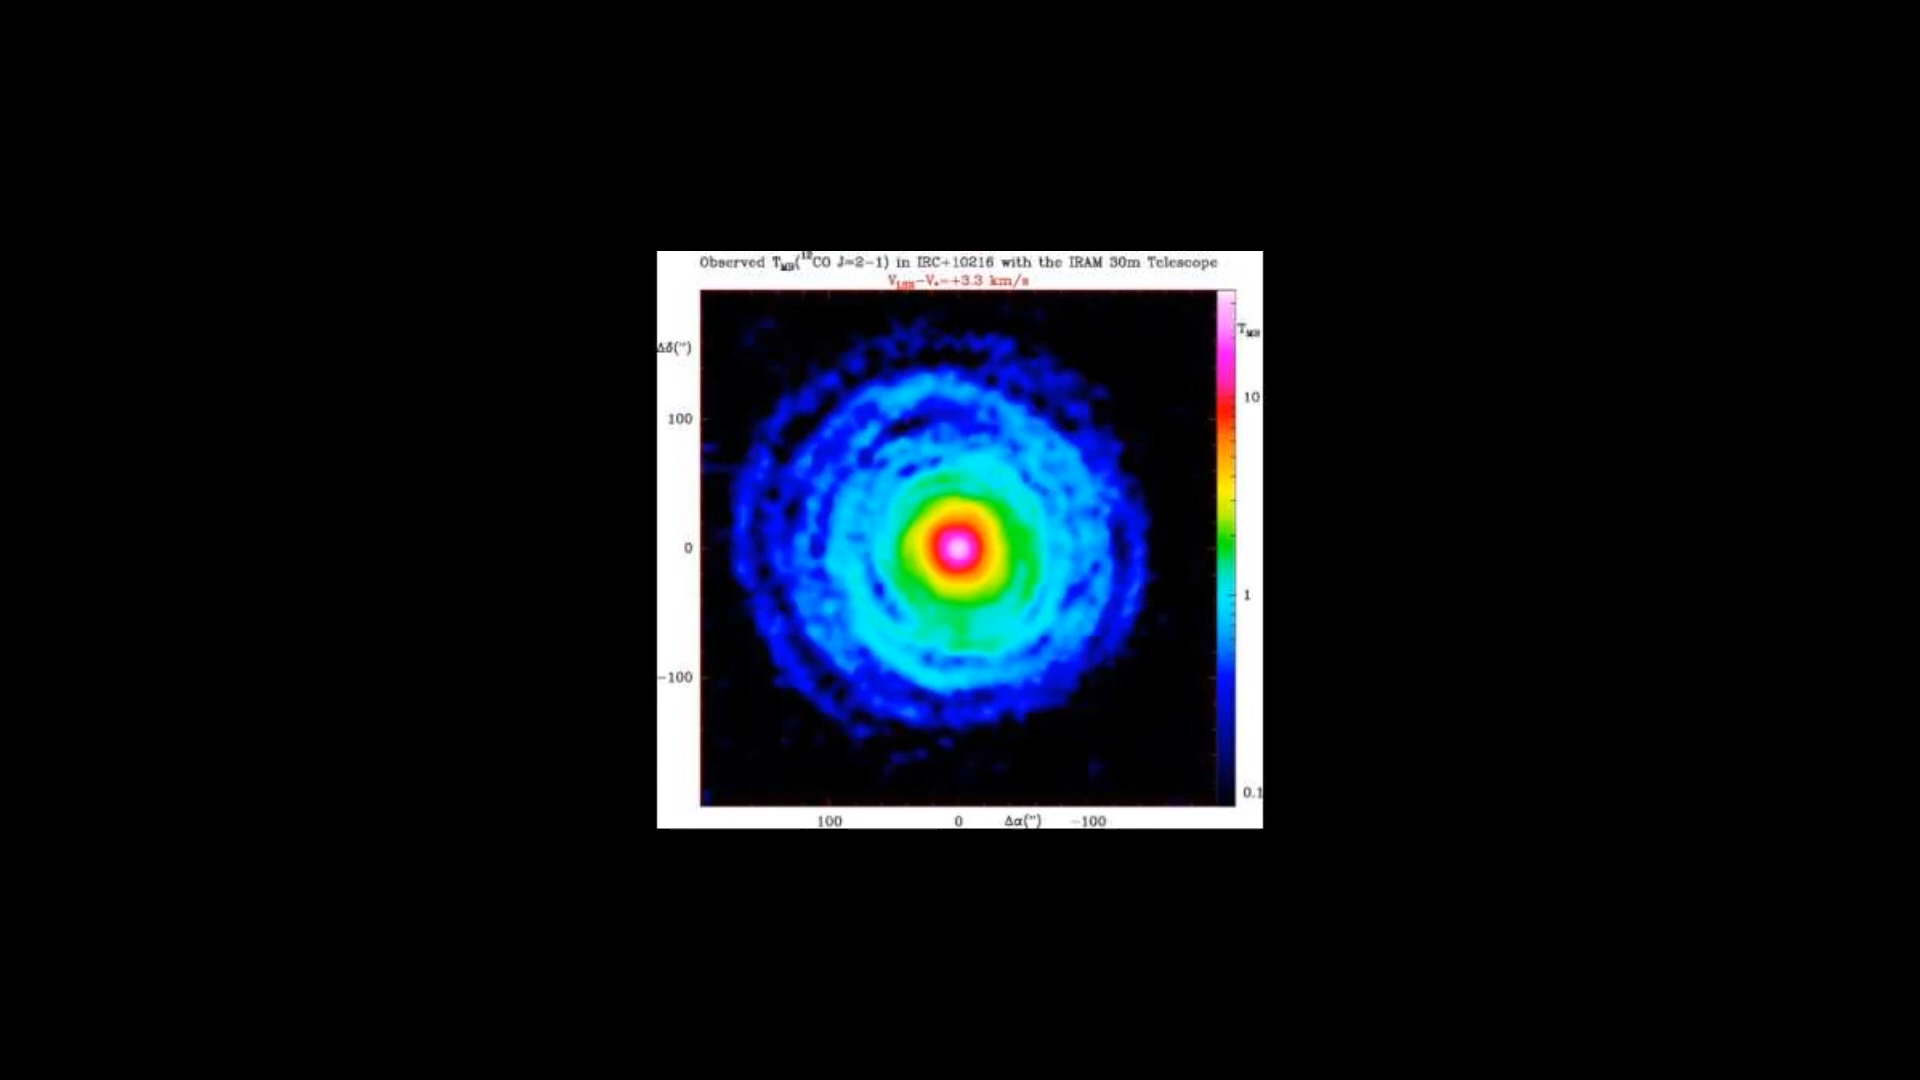 Observed T_MB(¹²CO J=2−1) in IRC+10216 with the IRAM 30m Telescope
V_LSR−V_*=+3.3 km/s
Δδ(")
T_MB
10
100
0
1
−100
0.1
100 0 Δα(") −100